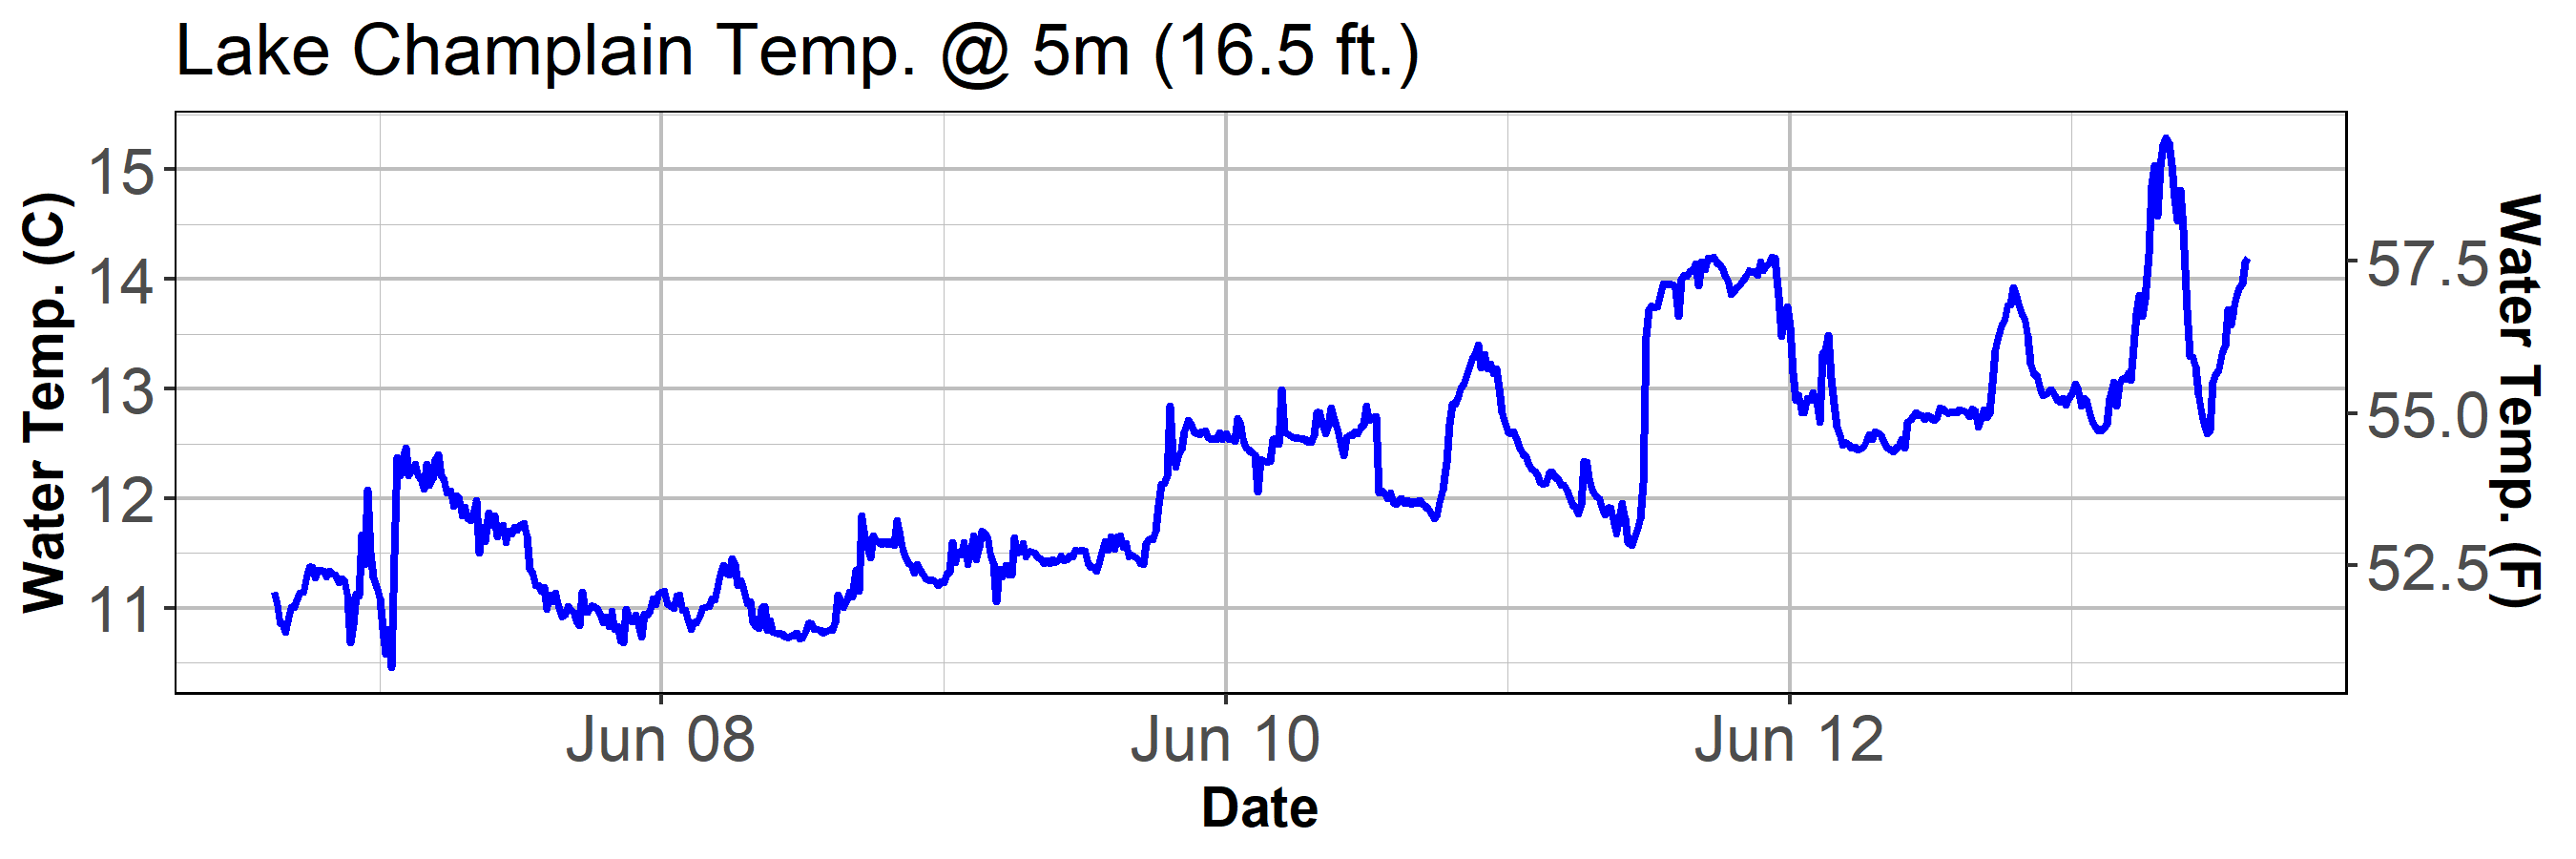 Lake Champlain Temp. @ 5m (16.5 ft.)
Water Temp. (C)
15
14
13
12
11
57.5
55.0
52.5
Water Temp. (F)
Jun 08 Jun 10 Jun 12
Date